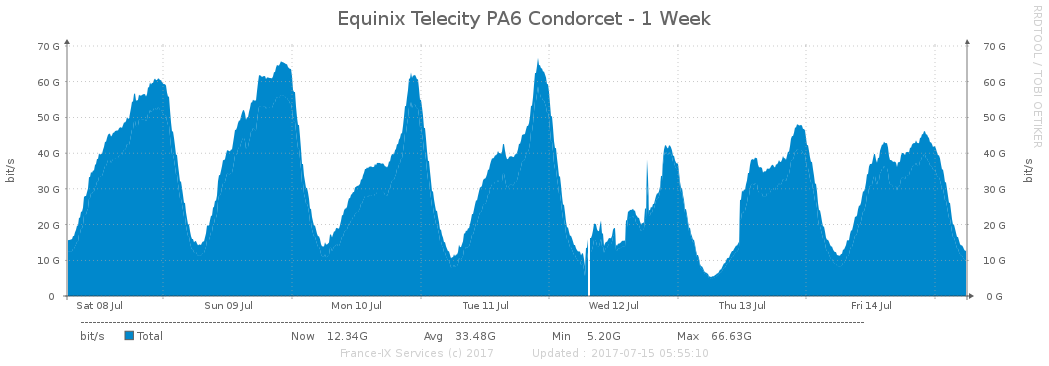 Equinix Telecity PA6 Condorcet - 1 Week
RRDTOOL / TOBI OETIKER
bit/s
70 G 70 G
60 G 60 G
50 G 50 G
40 G 40 G
30 G 30 G
20 G 20 G
10 G 10 G
0 0 G
bit/s
Sat 08 Jul Sun 09 Jul Mon 10 Jul Tue 11 Jul Wed 12 Jul Thu 13 Jul Fri 14 Jul
bit/s Total Now 12.34G Avg 33.48G Min 5.20G Max 66.63G
France-IX Services (c) 2017 Updated : 2017-07-15 05:55:10